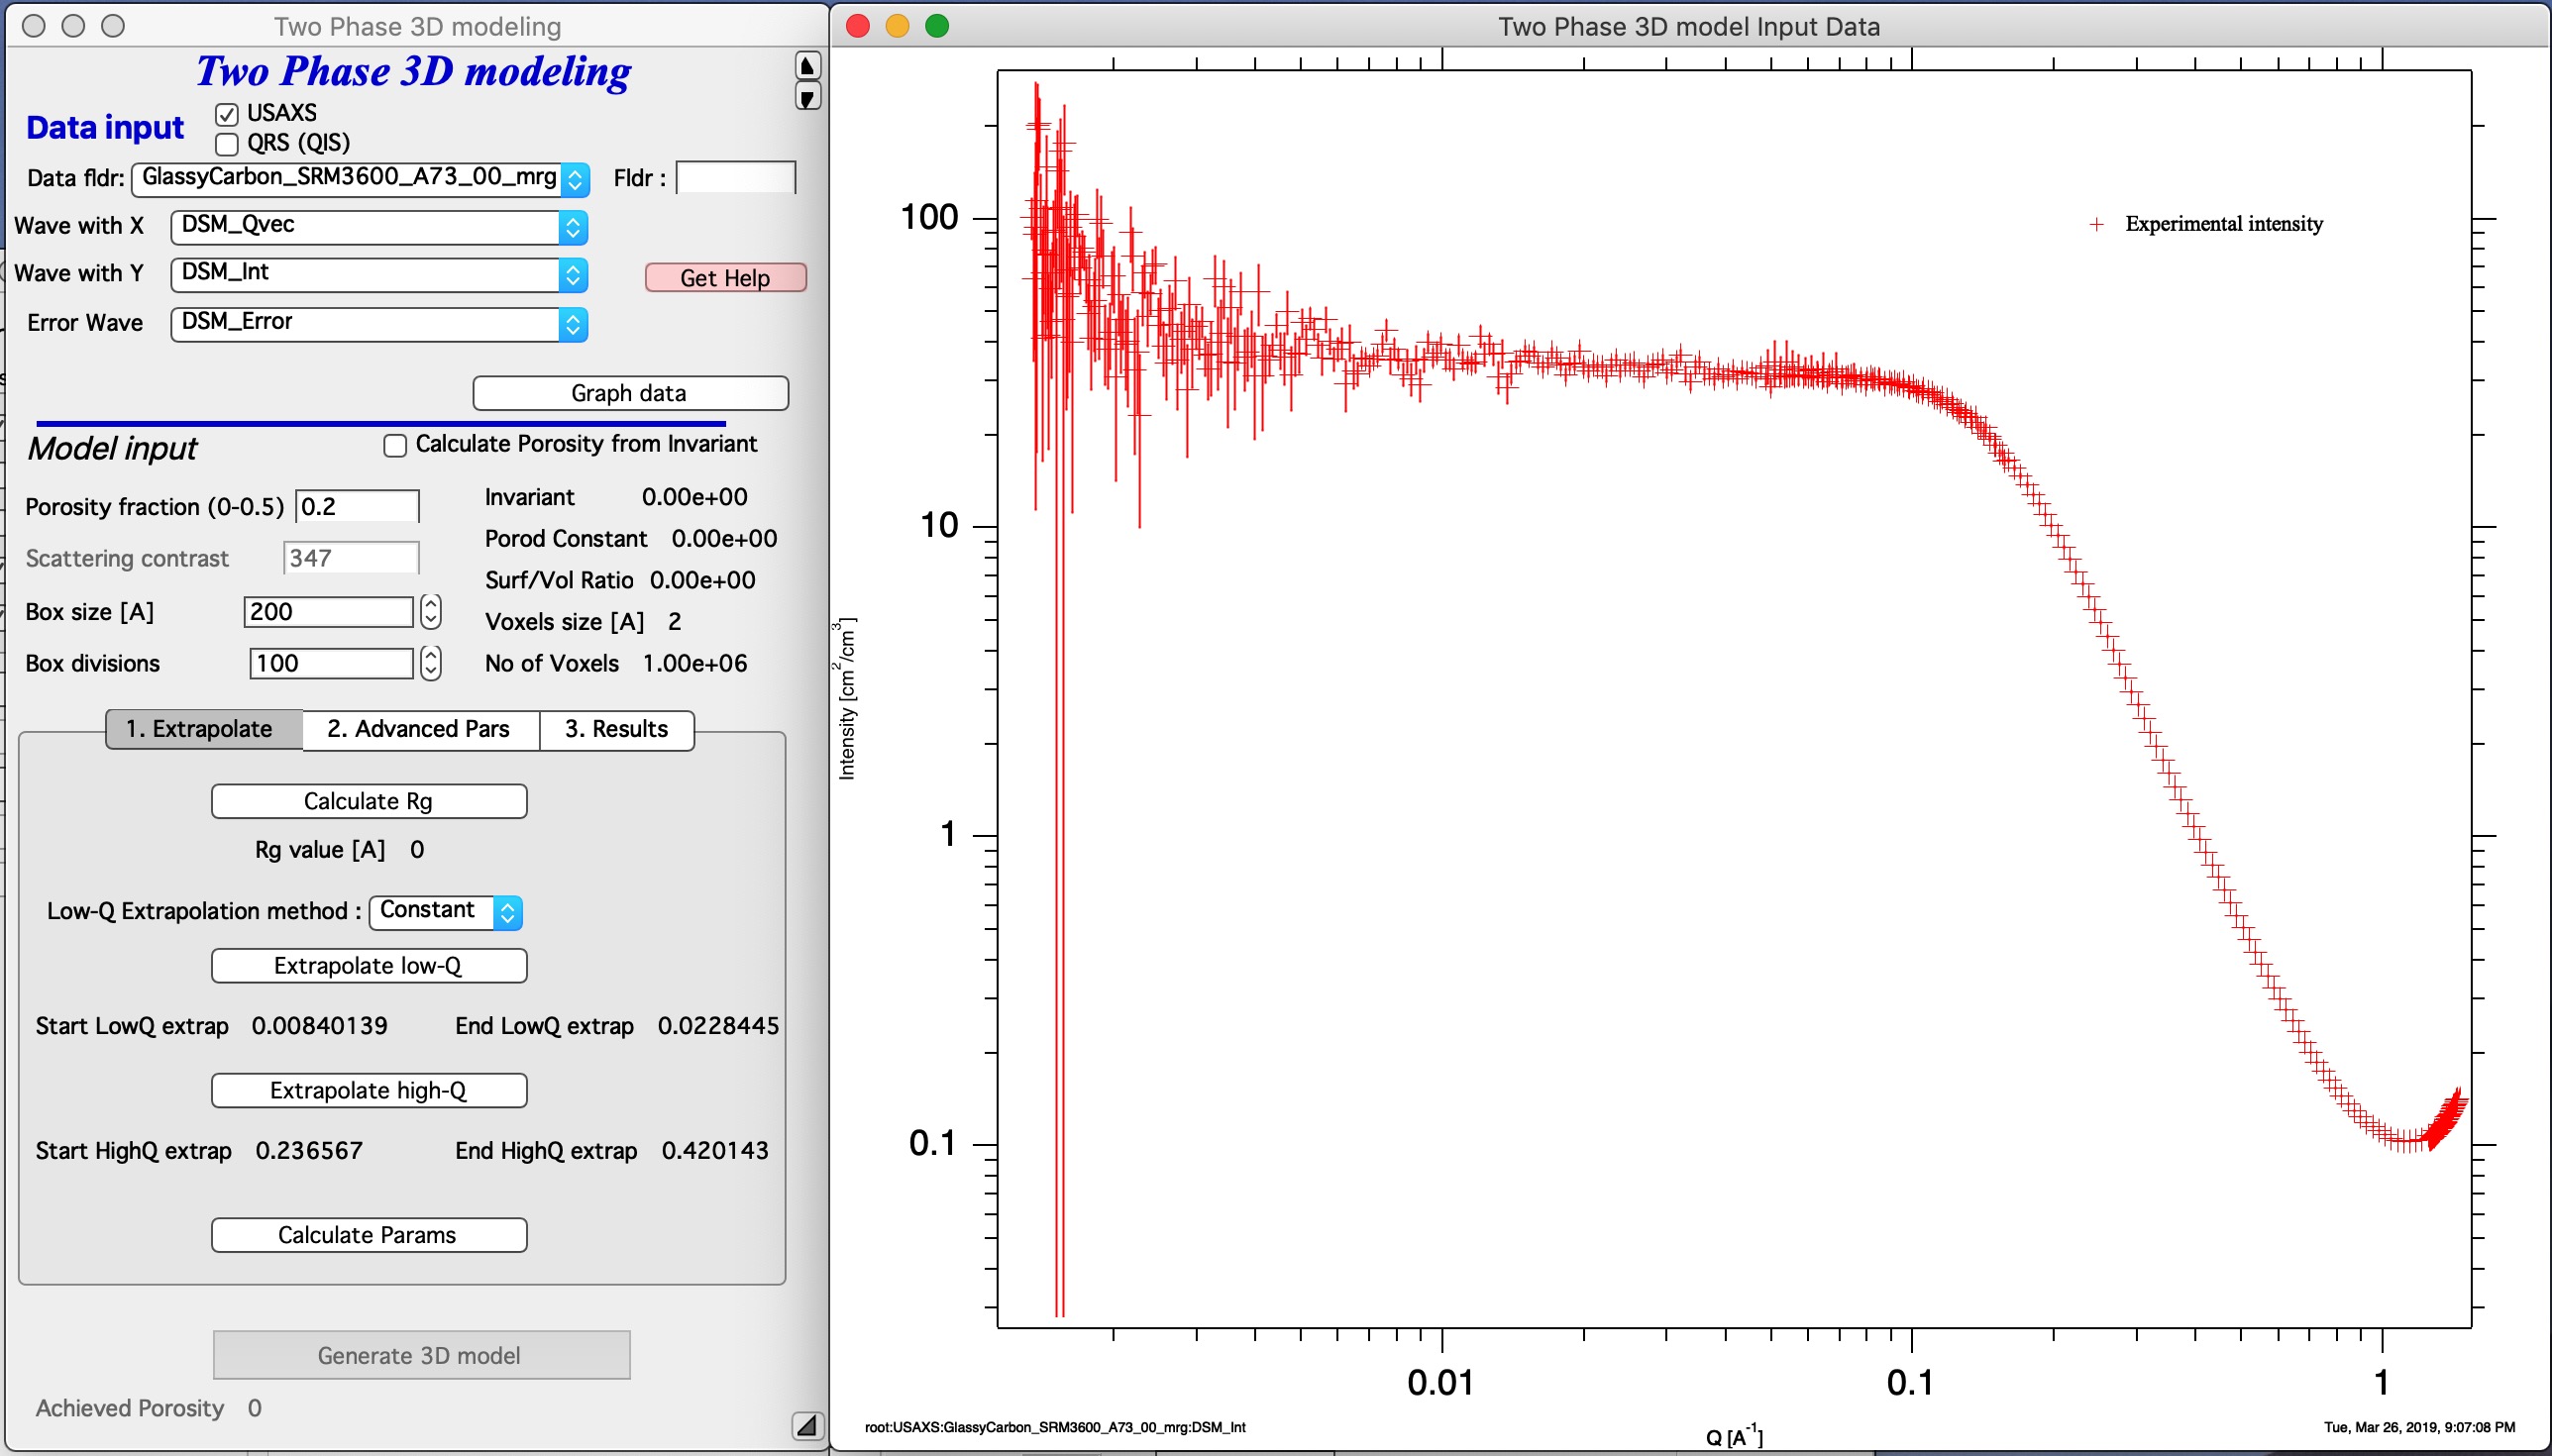 Two Phase 3D modeling
Two Phase 3D modeling
Data input
USAXS
QRS (QIS)
Data fldr: GlassyCarbon_SRM3600_A73_00_mrg Fldr :
Wave with X DSM_Qvec
Wave with Y DSM_Int
Get Help
Error Wave DSM_Error
Graph data
Model input
Calculate Porosity from Invariant
Porosity fraction (0-0.5) 0.2
Invariant 0.00e+00
Scattering contrast 347
Porod Constant 0.00e+00
Surf/Vol Ratio 0.00e+00
Box size [A] 200
Voxels size [A] 2
Box divisions 100
No of Voxels 1.00e+06
1. Extrapolate 2. Advanced Pars 3. Results
Calculate Rg
Rg value [A] 0
Low-Q Extrapolation method : Constant
Extrapolate low-Q
Start LowQ extrap 0.00840139 End LowQ extrap 0.0228445
Extrapolate high-Q
Start HighQ extrap 0.236567 End HighQ extrap 0.420143
Calculate Params
Generate 3D model
Achieved Porosity 0
Two Phase 3D model Input Data
Experimental intensity
100
10
1
0.1
Intensity [cm²/cm³]
0.01 0.1 1
Q [A⁻¹]
root:USAXS:GlassyCarbon_SRM3600_A73_00_mrg:DSM_Int
Tue, Mar 26, 2019, 9:07:08 PM